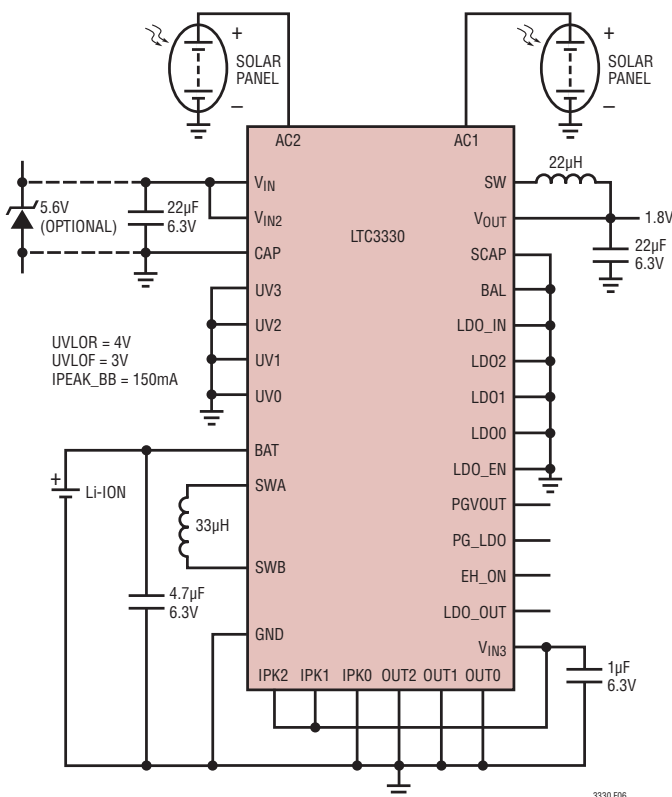 +
SOLAR
PANEL
–
+
SOLAR
PANEL
–
AC2
AC1
5.6V
(OPTIONAL)
22µF
6.3V
VIN
VIN2
CAP
UV3
UV2
UV1
UV0
UVLOR = 4V
UVLOF = 3V
IPEAK_BB = 150mA
LTC3330
SW
22µH
VOUT
1.8V
22µF
6.3V
SCAP
BAL
LDO_IN
LDO2
LDO1
LDO0
LDO_EN
PGVOUT
PG_LDO
EH_ON
LDO_OUT
VIN3
1µF
6.3V
BAT
+
Li-ION
SWA
33µH
SWB
4.7µF
6.3V
GND
IPK2 IPK1 IPK0 OUT2 OUT1 OUT0
3330 F06